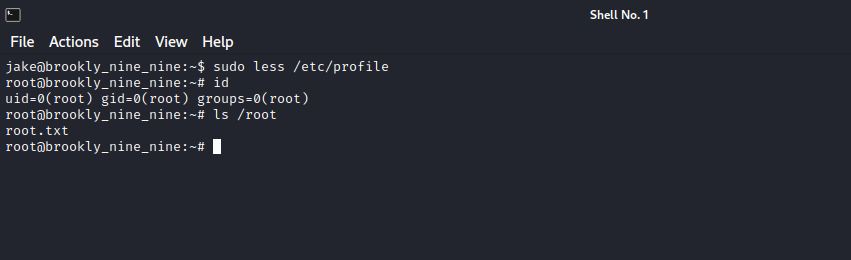 Shell No. 1
File Actions Edit View Help
jake@brookly_nine_nine:~$ sudo less /etc/profile
root@brookly_nine_nine:~# id
uid=0(root) gid=0(root) groups=0(root)
root@brookly_nine_nine:~# ls /root
root.txt
root@brookly_nine_nine:~#